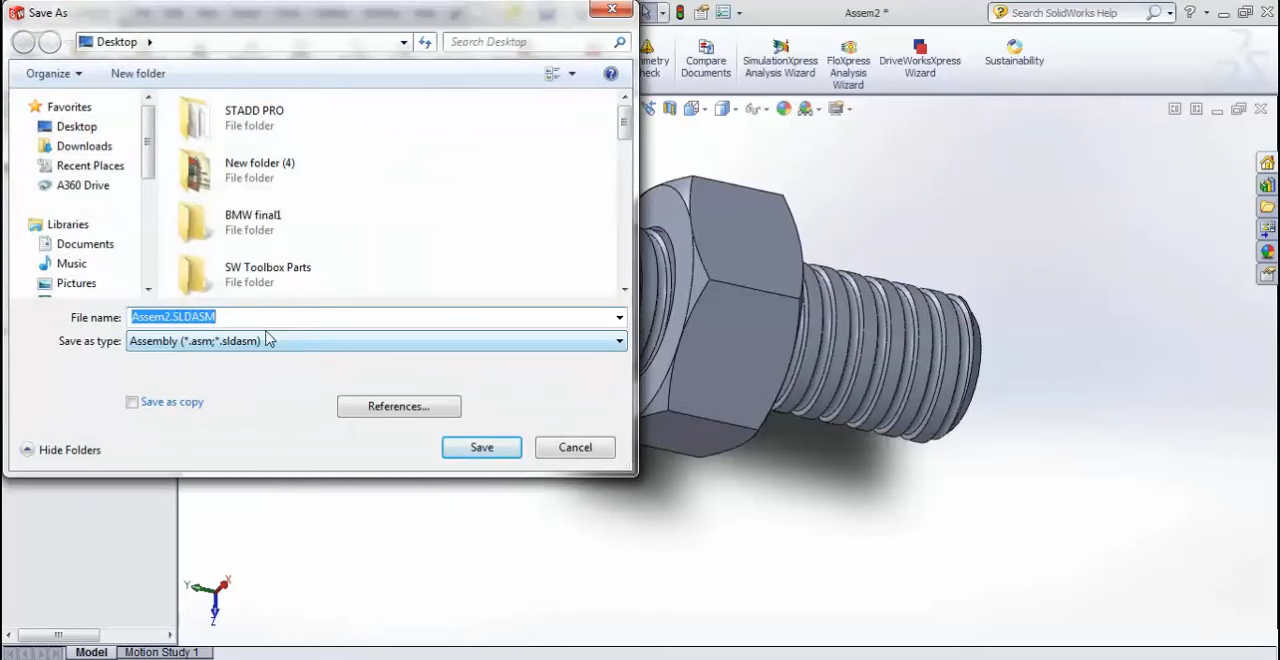 Save As
Assem2 *
Search SolidWorks Help
Desktop
Search Desktop
Organize
New folder
Compare
Documents
SimulationXpress
Analysis Wizard
FloXpress
Analysis
Wizard
DriveWorksXpress
Wizard
Sustainability
Favorites
Desktop
Downloads
Recent Places
A360 Drive
Libraries
Documents
Music
Pictures
STADD PRO
File folder
New folder (4)
File folder
BMW final1
File folder
SW Toolbox Parts
File folder
File name: Assem2.SLDASM
Save as type: Assembly (*.asm;*.sldasm)
Save as copy
References...
Hide Folders
Save
Cancel
Y
X
Z
Model
Motion Study 1